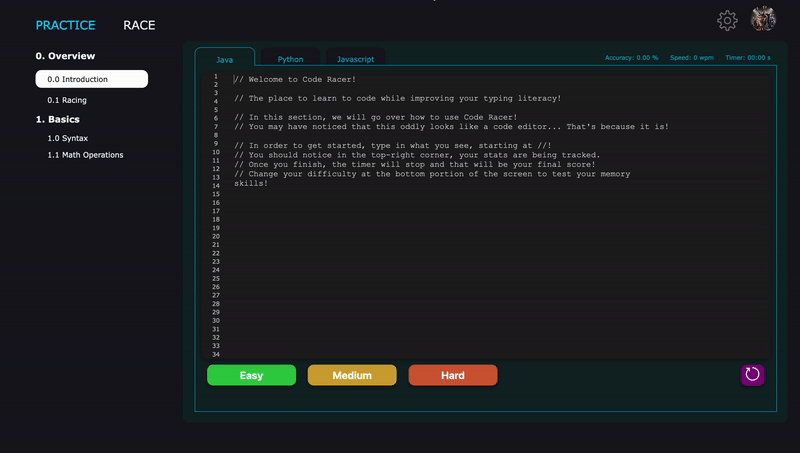 PRACTICE RACE
0. Overview
0.0 Introduction
0.1 Racing
1. Basics
1.0 Syntax
1.1 Math Operations
Java Python Javascript
Accuracy: 0.00 % Speed: 0 wpm Timer: 00:00 s
1
2
3
4
5
6
7
8
9
10
11
12
13
14
15
16
17
18
19
20
21
22
23
24
25
26
27
28
29
30
31
32
33
34
// Welcome to Code Racer!
// The place to learn to code while improving your typing literacy!
// In this section, we will go over how to use Code Racer!
// You may have noticed that this oddly looks like a code editor... That's because it is!
// In order to get started, type in what you see, starting at //!
// You should notice in the top-right corner, your stats are being tracked.
// Once you finish, the timer will stop and that will be your final score!
// Change your difficulty at the bottom portion of the screen to test your memory
skills!
Easy Medium Hard